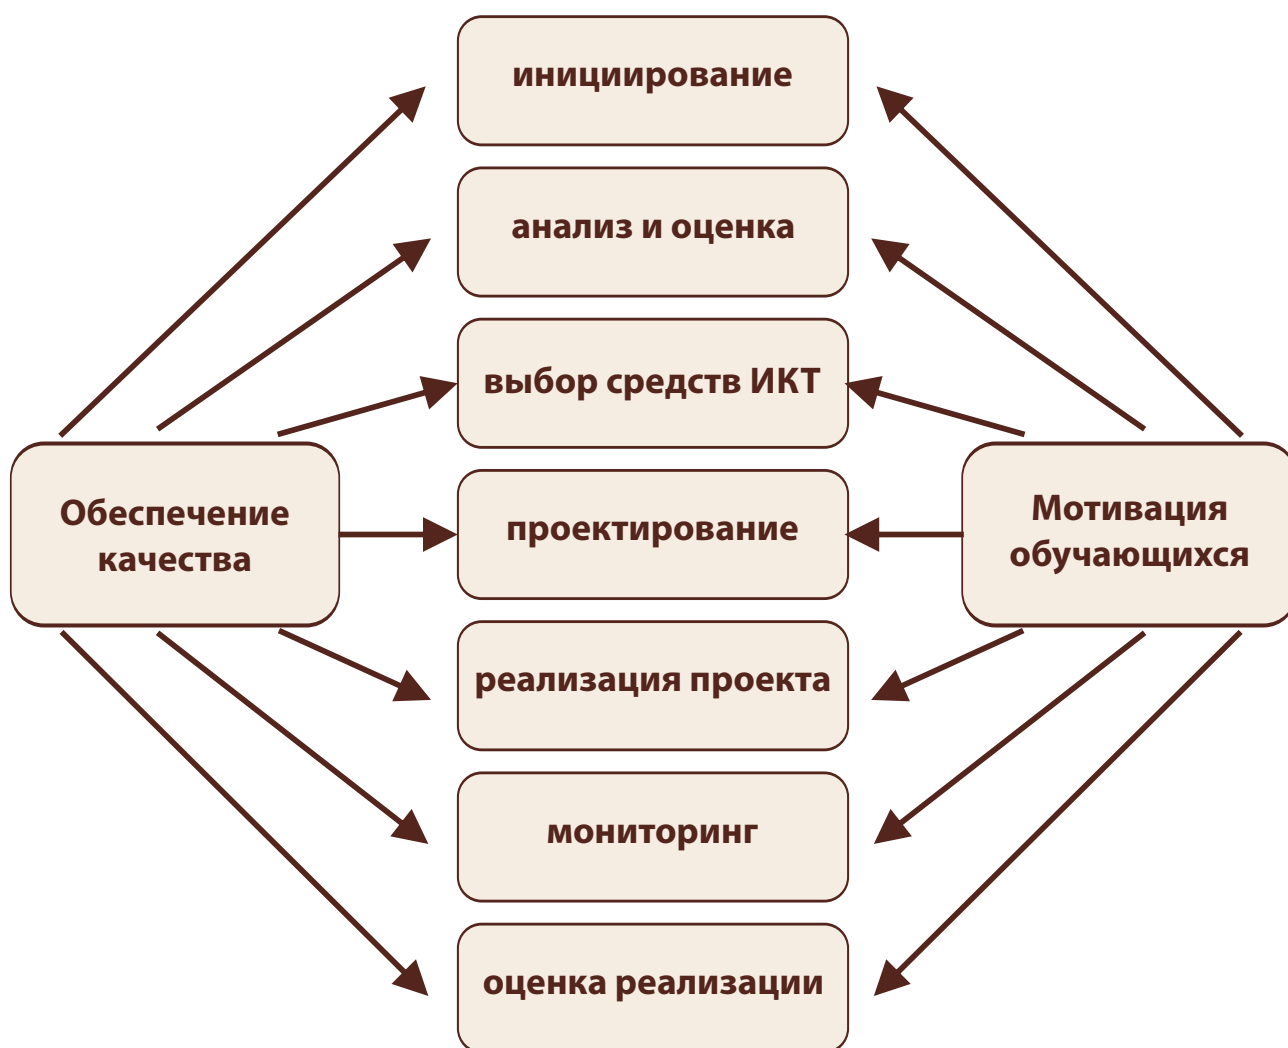 инициирование
анализ и оценка
выбор средств ИКТ
Обеспечение
качества
проектирование
Мотивация
обучающихся
реализация проекта
мониторинг
оценка реализации